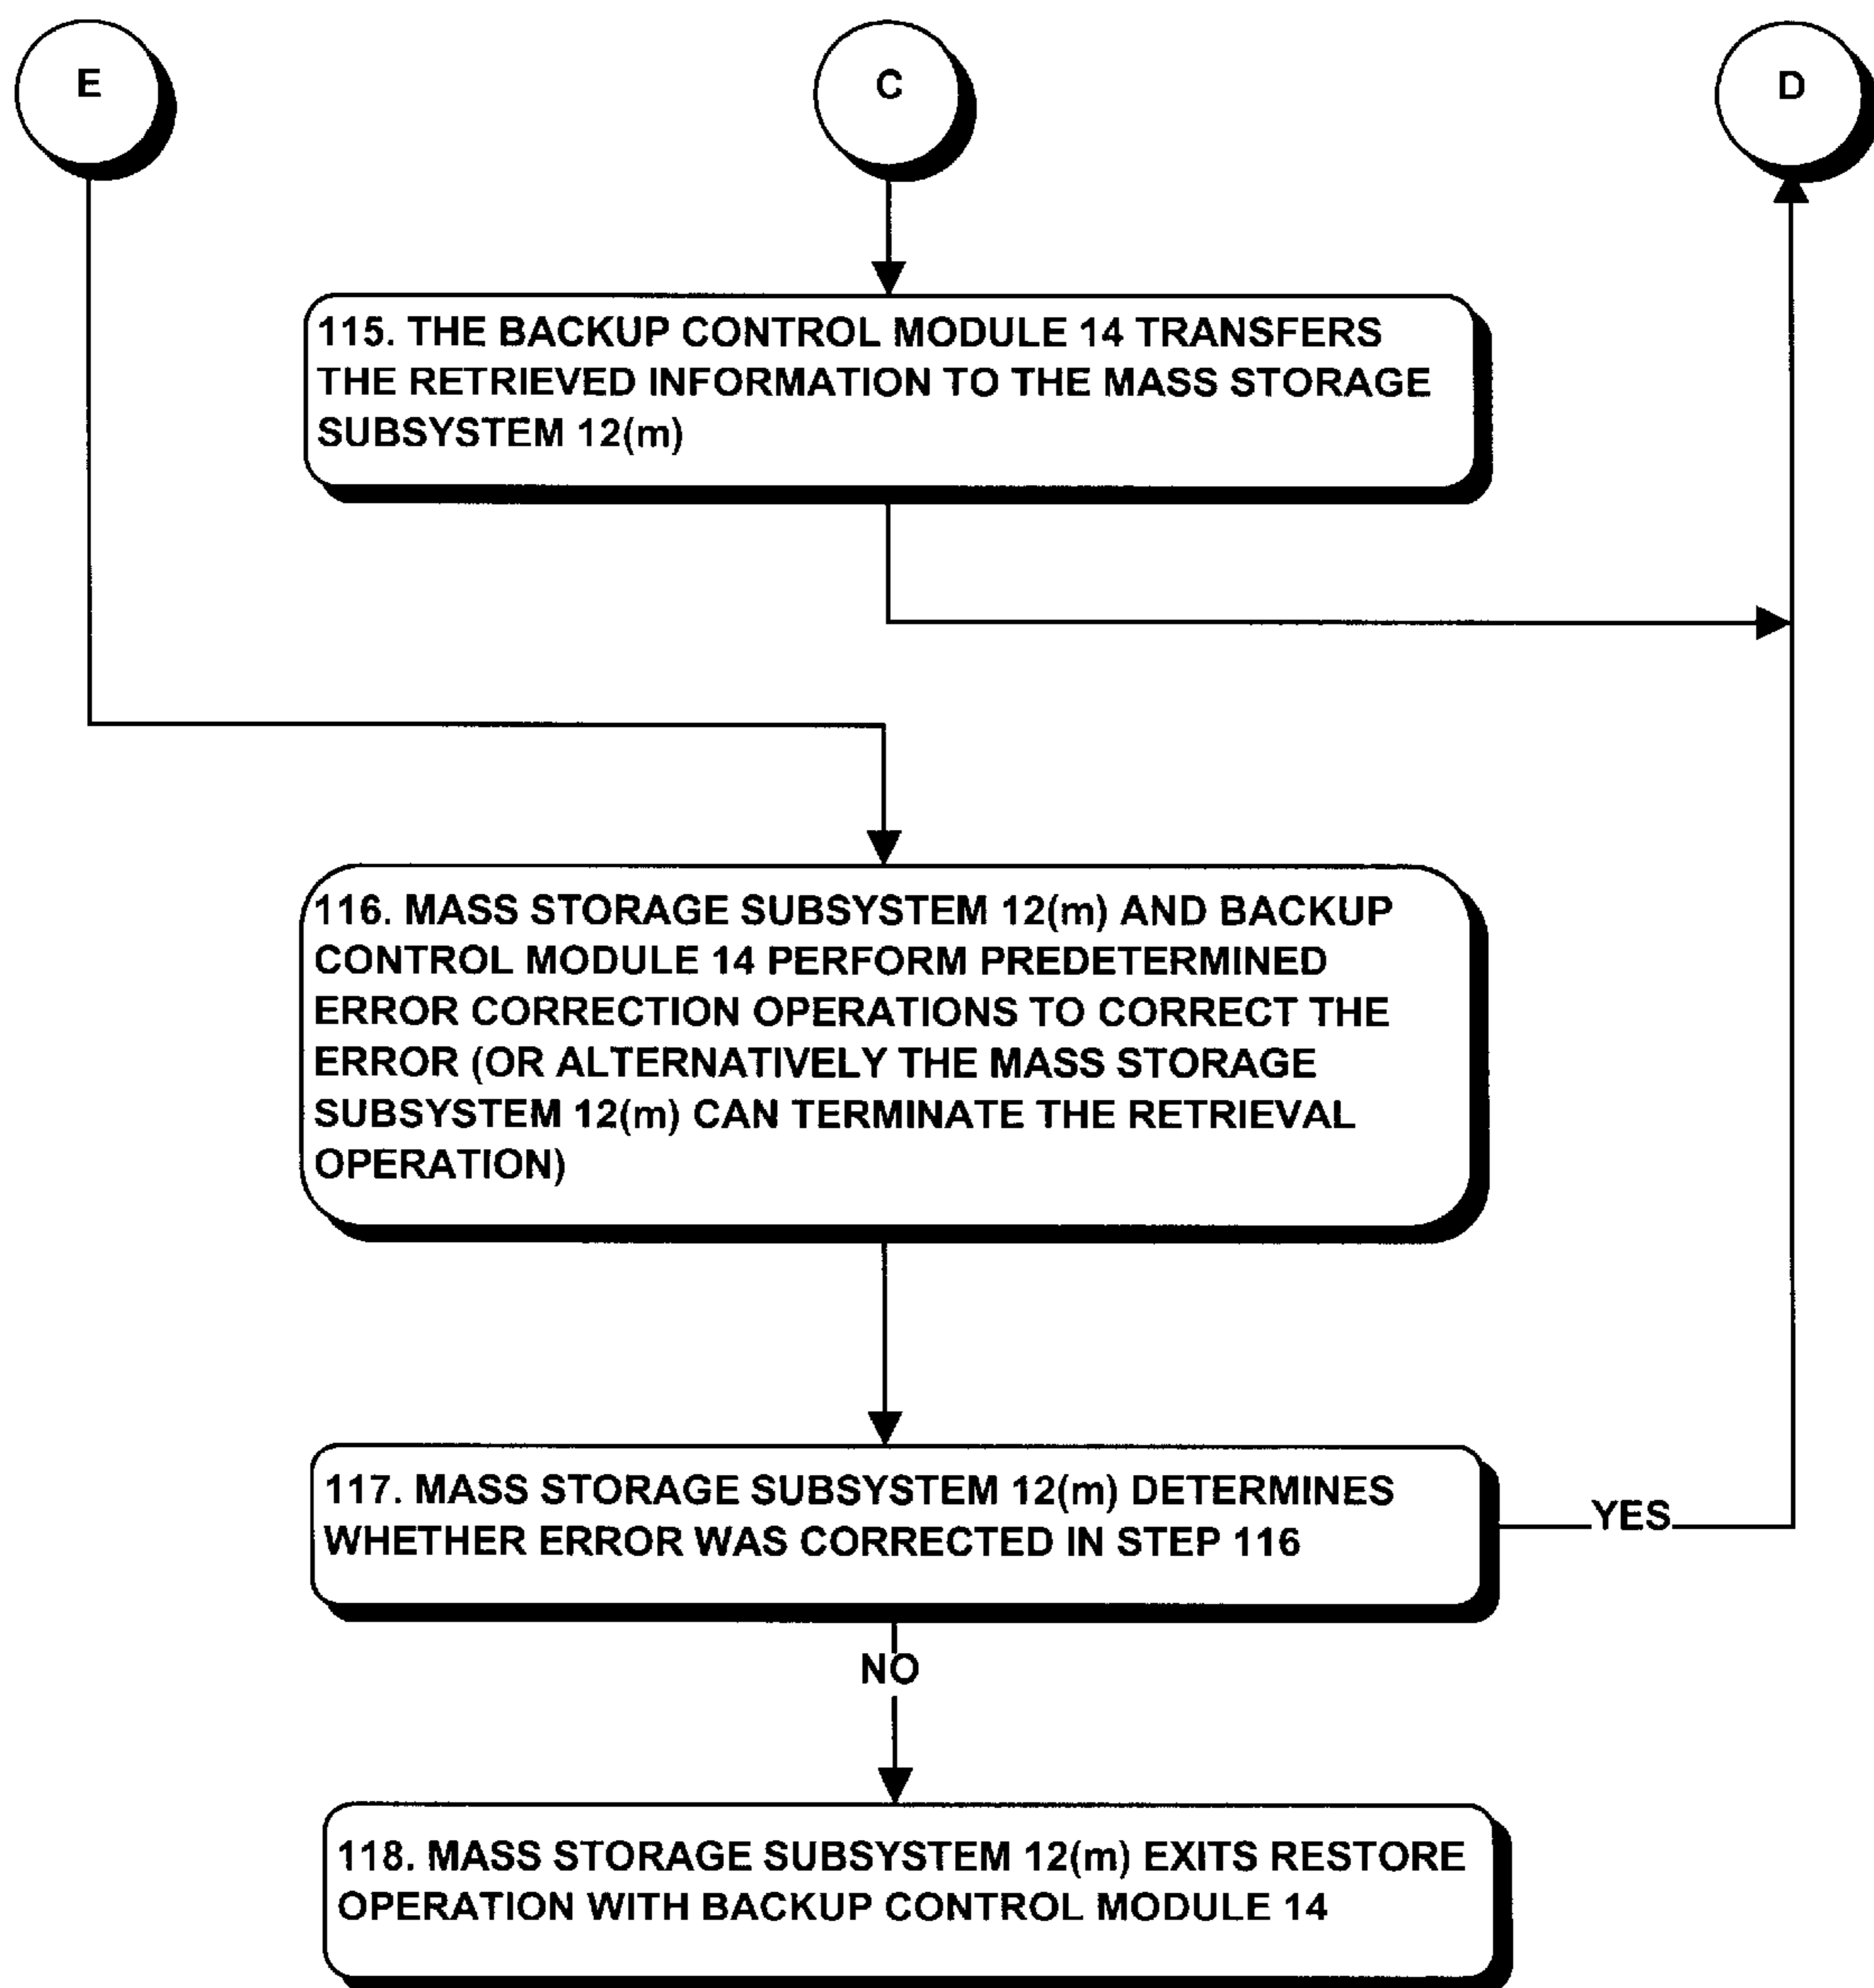 E
C
D
115. THE BACKUP CONTROL MODULE 14 TRANSFERS
THE RETRIEVED INFORMATION TO THE MASS STORAGE
SUBSYSTEM 12(m)
116. MASS STORAGE SUBSYSTEM 12(m) AND BACKUP
CONTROL MODULE 14 PERFORM PREDETERMINED
ERROR CORRECTION OPERATIONS TO CORRECT THE
ERROR (OR ALTERNATIVELY THE MASS STORAGE
SUBSYSTEM 12(m) CAN TERMINATE THE RETRIEVAL
OPERATION)
117. MASS STORAGE SUBSYSTEM 12(m) DETERMINES
WHETHER ERROR WAS CORRECTED IN STEP 116
YES
NO
118. MASS STORAGE SUBSYSTEM 12(m) EXITS RESTORE
OPERATION WITH BACKUP CONTROL MODULE 14